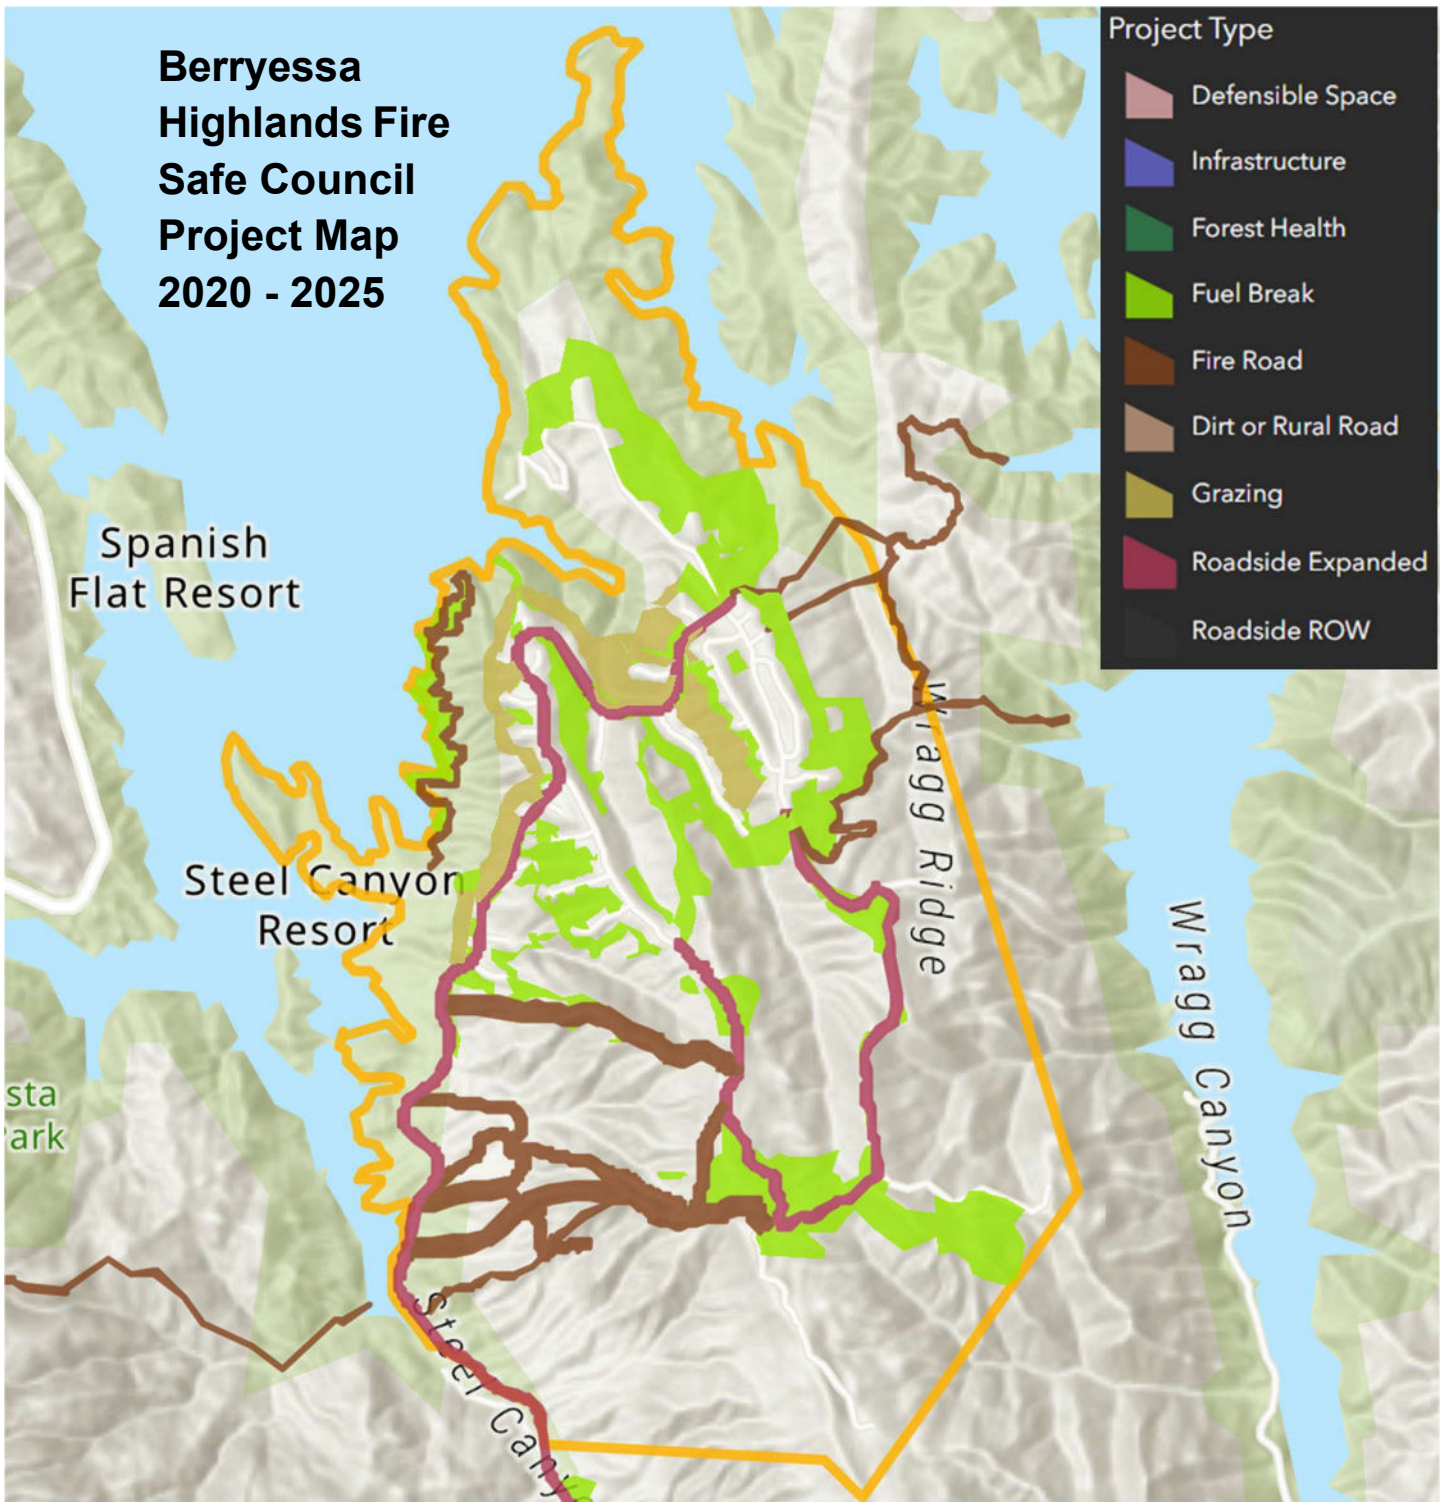 Berryessa
Highlands Fire
Safe Council
Project Map
2020 - 2025
Project Type
Defensible Space
Infrastructure
Forest Health
Fuel Break
Fire Road
Dirt or Rural Road
Grazing
Roadside Expanded
Roadside ROW
Spanish
Flat Resort
Steel Canyon
Resort
Wragg Ridge
Wragg Canyon
sta
ark
Steel Canyo